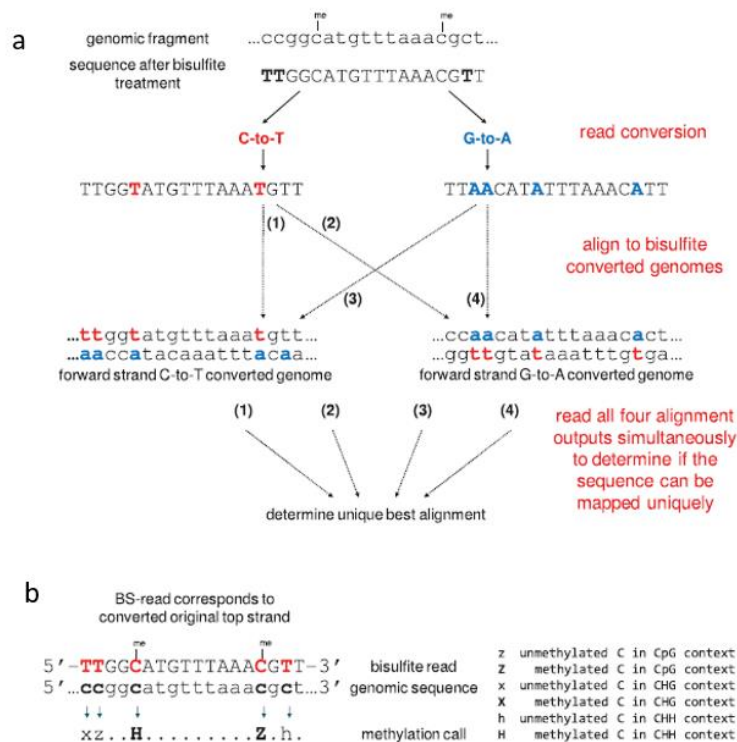 a
me me
genomic fragment …ccggcatgtttaaacgct…
sequence after bisulfite treatment TTGGCATGTTTAAACGTT
C-to-T G-to-A read conversion
TTGGTATGTTTAAATGTT TTAACATATTTAAACATT
(1) (2)
align to bisulfite
converted genomes
(3) (4)
…ttggtatgtttaaatgtt… …ccaacatatttaaacact…
…aaccatacaaatttacaa… ggttgtataaatttgtga…
forward strand C-to-T converted genome forward strand G-to-A converted genome
(1) (2) (3) (4)
read all four alignment
outputs simultaneously
to determine if the
sequence can be
mapped uniquely
determine unique best alignment
b
BS-read corresponds to
converted original top strand
me me
5'-TTGGCATGTTTAAACGTT-3' bisulfite read
5'…ccggcatgtttaaacgct…3' genomic sequence
xz..H.........Z.h. methylation call
z unmethylated C in CpG context
Z methylated C in CpG context
x unmethylated C in CHG context
X methylated C in CHG context
h unmethylated C in CHH context
H methylated C in CHH context